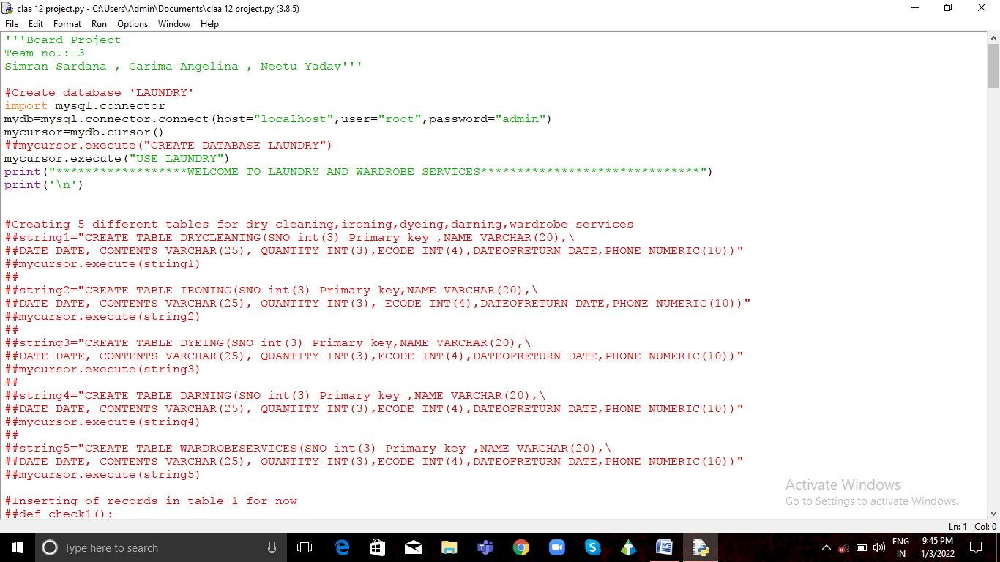 claa 12 project.py - C:\Users\Admin\Documents\claa 12 project.py (3.8.5)
File Edit Format Run Options Window Help
'''Board Project
Team no.:-3
Simran Sardana , Garima Angelina , Neetu Yadav'''
#Create database 'LAUNDRY'
import mysql.connector
mydb=mysql.connector.connect(host="localhost",user="root",password="admin")
mycursor=mydb.cursor()
##mycursor.execute("CREATE DATABASE LAUNDRY")
mycursor.execute("USE LAUNDRY")
print("******************WELCOME TO LAUNDRY AND WARDROBE SERVICES******************************")
print('\n')
#Creating 5 different tables for dry cleaning,ironing,dyeing,darning,wardrobe services
##string1="CREATE TABLE DRYCLEANING(SNO int(3) Primary key ,NAME VARCHAR(20),\
##DATE DATE, CONTENTS VARCHAR(25), QUANTITY INT(3),ECODE INT(4),DATEOFRETURN DATE,PHONE NUMERIC(10))"
##mycursor.execute(string1)
##
##string2="CREATE TABLE IRONING(SNO int(3) Primary key,NAME VARCHAR(20),\
##DATE DATE, CONTENTS VARCHAR(25), QUANTITY INT(3), ECODE INT(4),DATEOFRETURN DATE,PHONE NUMERIC(10))"
##mycursor.execute(string2)
##
##string3="CREATE TABLE DYEING(SNO int(3) Primary key,NAME VARCHAR(20),\
##DATE DATE, CONTENTS VARCHAR(25), QUANTITY INT(3),ECODE INT(4),DATEOFRETURN DATE,PHONE NUMERIC(10))"
##mycursor.execute(string3)
##
##string4="CREATE TABLE DARNING(SNO int(3) Primary key ,NAME VARCHAR(20),\
##DATE DATE, CONTENTS VARCHAR(25), QUANTITY INT(3),ECODE INT(4),DATEOFRETURN DATE,PHONE NUMERIC(10))"
##mycursor.execute(string4)
##
##string5="CREATE TABLE WARDROBESERVICES(SNO int(3) Primary key ,NAME VARCHAR(20),\
##DATE DATE, CONTENTS VARCHAR(25), QUANTITY INT(3),ECODE INT(4),DATEOFRETURN DATE,PHONE NUMERIC(10))"
##mycursor.execute(string5)
#Inserting of records in table 1 for now
##def check1():
Activate Windows
Go to Settings to activate Windows.
Ln: 1 Col: 0
Type here to search
ENG
IN
9:45 PM
1/3/2022